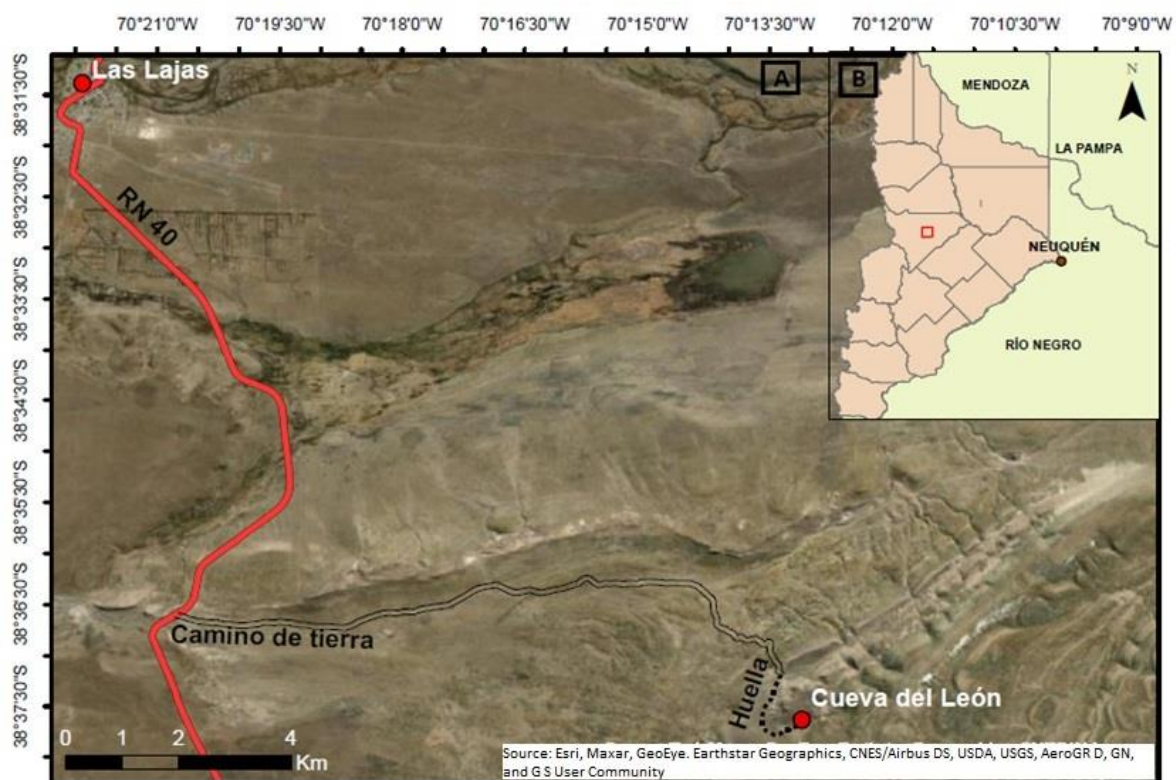 70°21'0"W 70°19'30"W 70°18'0"W 70°16'30"W 70°15'0"W 70°13'30"W 70°12'0"W 70°10'30"W 70°9'0"W
38°31'30"S
38°32'30"S
38°33'30"S
38°34'30"S
38°35'30"S
38°36'30"S
38°37'30"S
Las Lajas
A
B
N
MENDOZA
LA PAMPA
NEUQUÉN
RÍO NEGRO
RN 40
Camino de tierra
Huella
Cueva del León
0 1 2 4
Km
Source: Esri, Maxar, GeoEye. Earthstar Geographics, CNES/Airbus DS, USDA, USGS, AeroGR D, GN,
and G S User Community